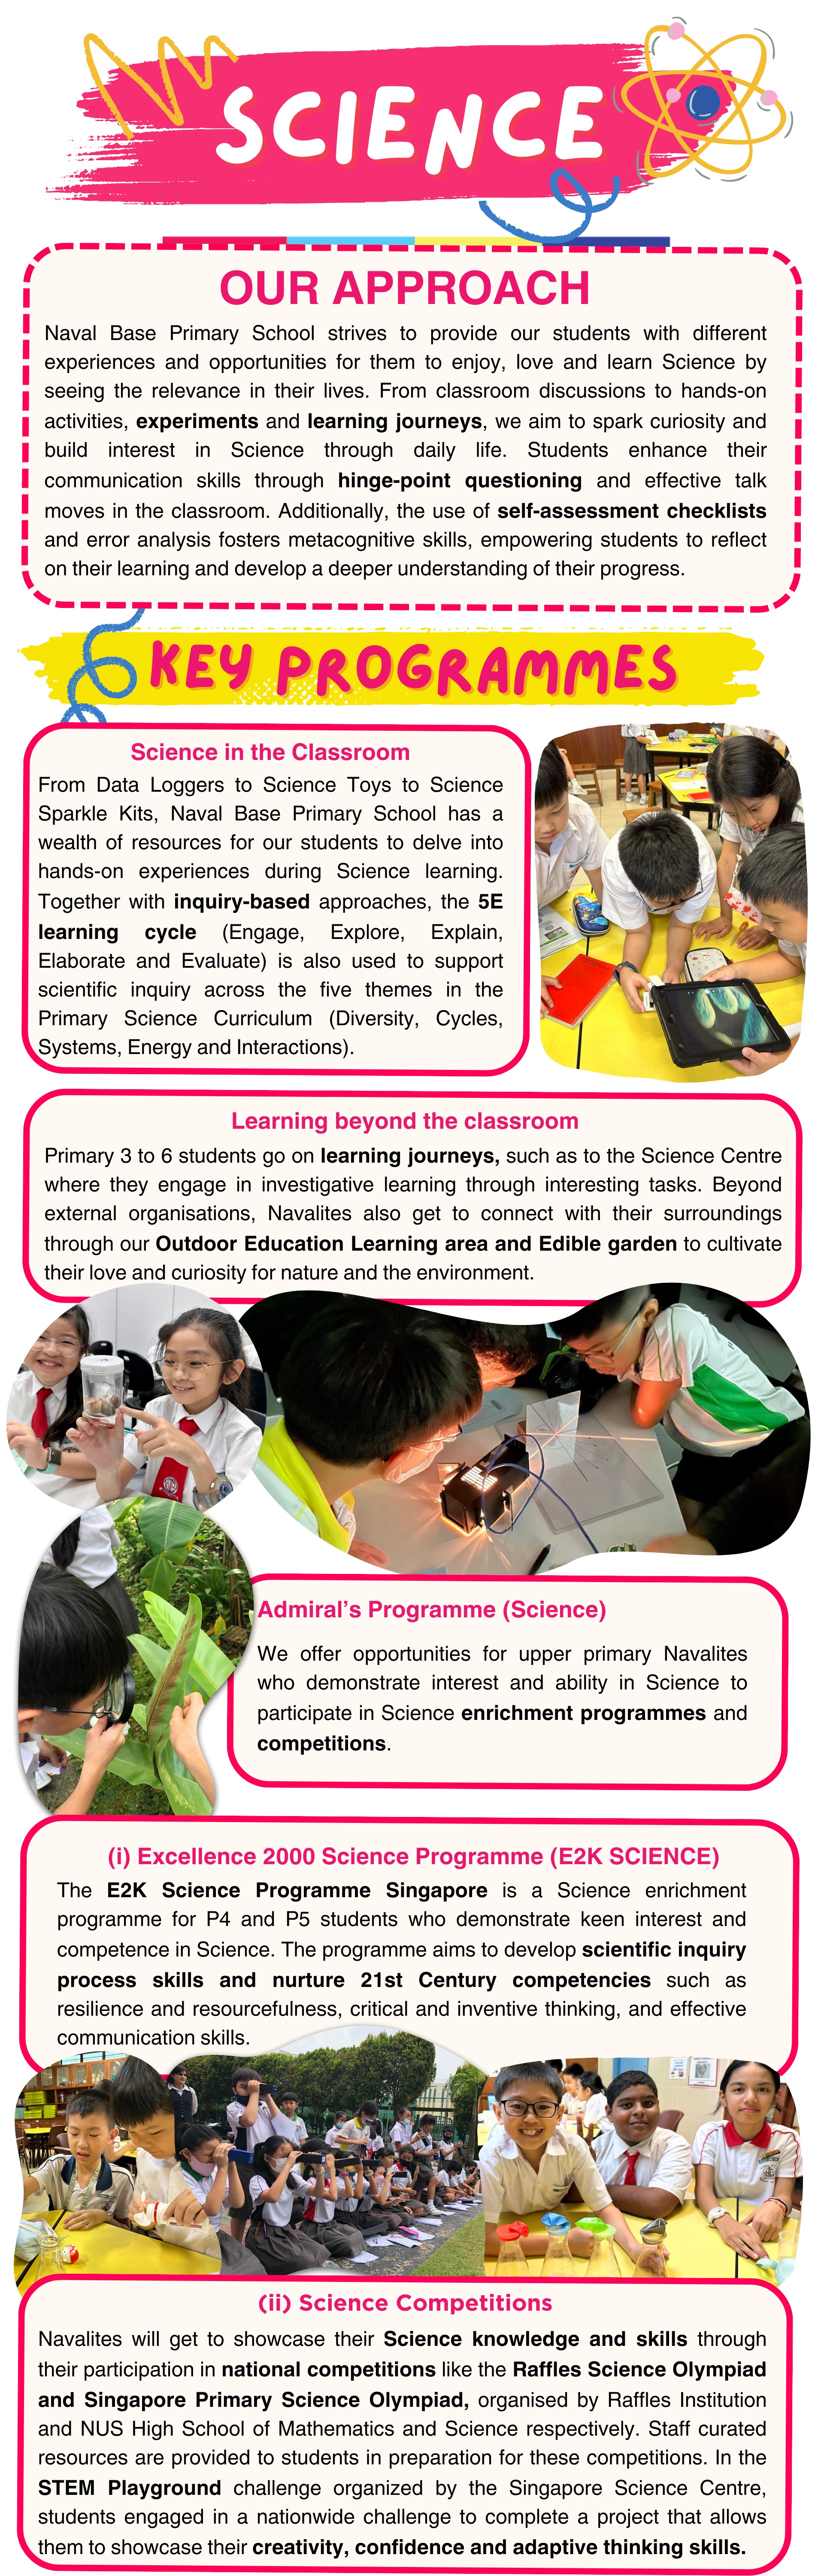 SCIENCE
OUR APPROACH
Naval Base Primary School strives to provide our students with different
experiences and opportunities for them to enjoy, love and learn Science by
seeing the relevance in their lives. From classroom discussions to hands-on
activities, experiments and learning journeys, we aim to spark curiosity and
build interest in Science through daily life. Students enhance their
communication skills through hinge-point questioning and effective talk
moves in the classroom. Additionally, the use of self-assessment checklists
and error analysis fosters metacognitive skills, empowering students to reflect
on their learning and develop a deeper understanding of their progress.
KEY PROGRAMMES
Science in the Classroom
From Data Loggers to Science Toys to Science
Sparkle Kits, Naval Base Primary School has a
wealth of resources for our students to delve into
hands-on experiences during Science learning.
Together with inquiry-based approaches, the 5E
learning cycle (Engage, Explore, Explain,
Elaborate and Evaluate) is also used to support
scientific inquiry across the five themes in the
Primary Science Curriculum (Diversity, Cycles,
Systems, Energy and Interactions).
Learning beyond the classroom
Primary 3 to 6 students go on learning journeys, such as to the Science Centre
where they engage in investigative learning through interesting tasks. Beyond
external organisations, Navalites also get to connect with their surroundings
through our Outdoor Education Learning area and Edible garden to cultivate
their love and curiosity for nature and the environment.
Admiral's Programme (Science)
We offer opportunities for upper primary Navalites
who demonstrate interest and ability in Science to
participate in Science enrichment programmes and
competitions.
(i) Excellence 2000 Science Programme (E2K SCIENCE)
The E2K Science Programme Singapore is a Science enrichment
programme for P4 and P5 students who demonstrate keen interest and
competence in Science. The programme aims to develop scientific inquiry
process skills and nurture 21st Century competencies such as
resilience and resourcefulness, critical and inventive thinking, and effective
communication skills.
(ii) Science Competitions
Navalites will get to showcase their Science knowledge and skills through
their participation in national competitions like the Raffles Science Olympiad
and Singapore Primary Science Olympiad, organised by Raffles Institution
and NUS High School of Mathematics and Science respectively. Staff curated
resources are provided to students in preparation for these competitions. In the
STEM Playground challenge organized by the Singapore Science Centre,
students engaged in a nationwide challenge to complete a project that allows
them to showcase their creativity, confidence and adaptive thinking skills.